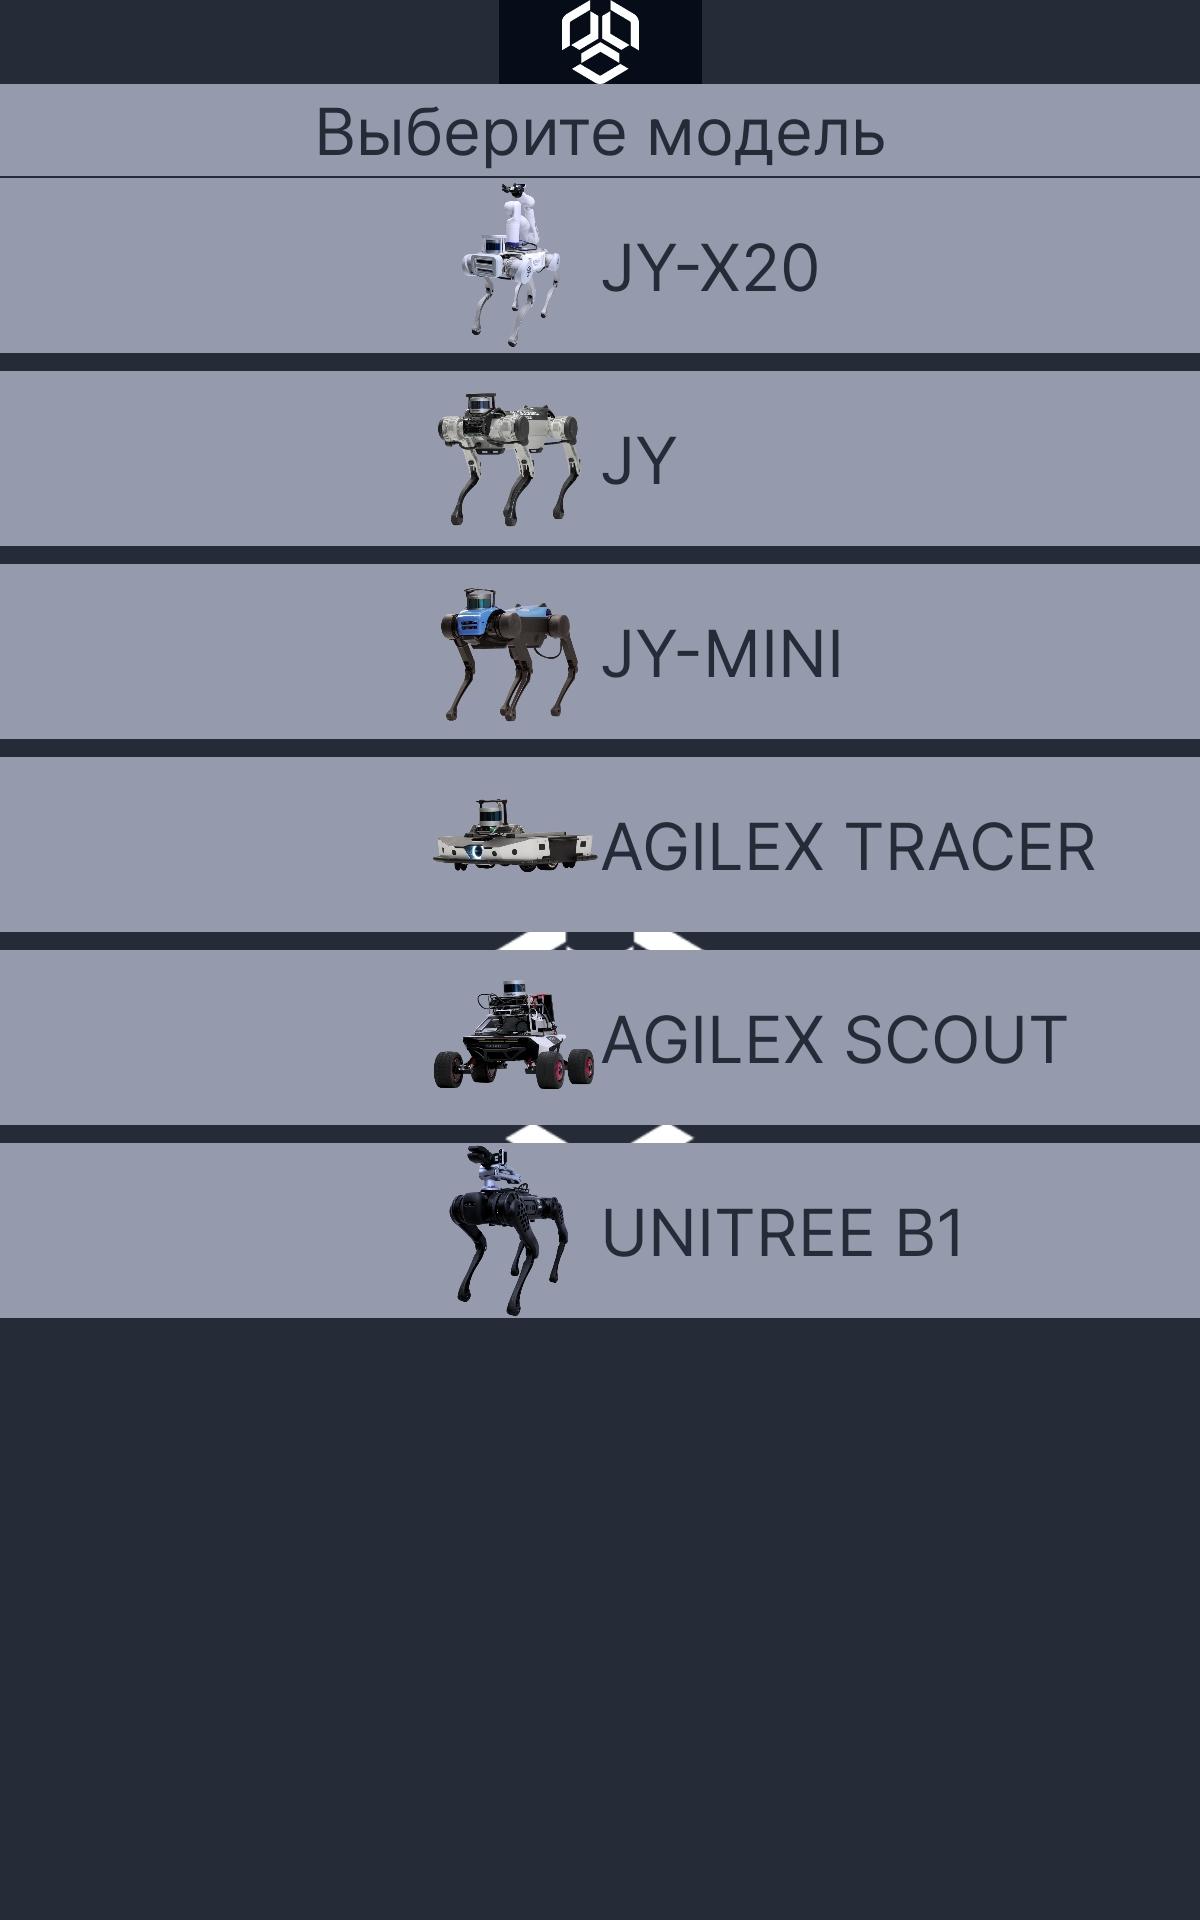 Выберите модель
JY-X20
JY
JY-MINI
AGILEX TRACER
AGILEX SCOUT
UNITREE B1